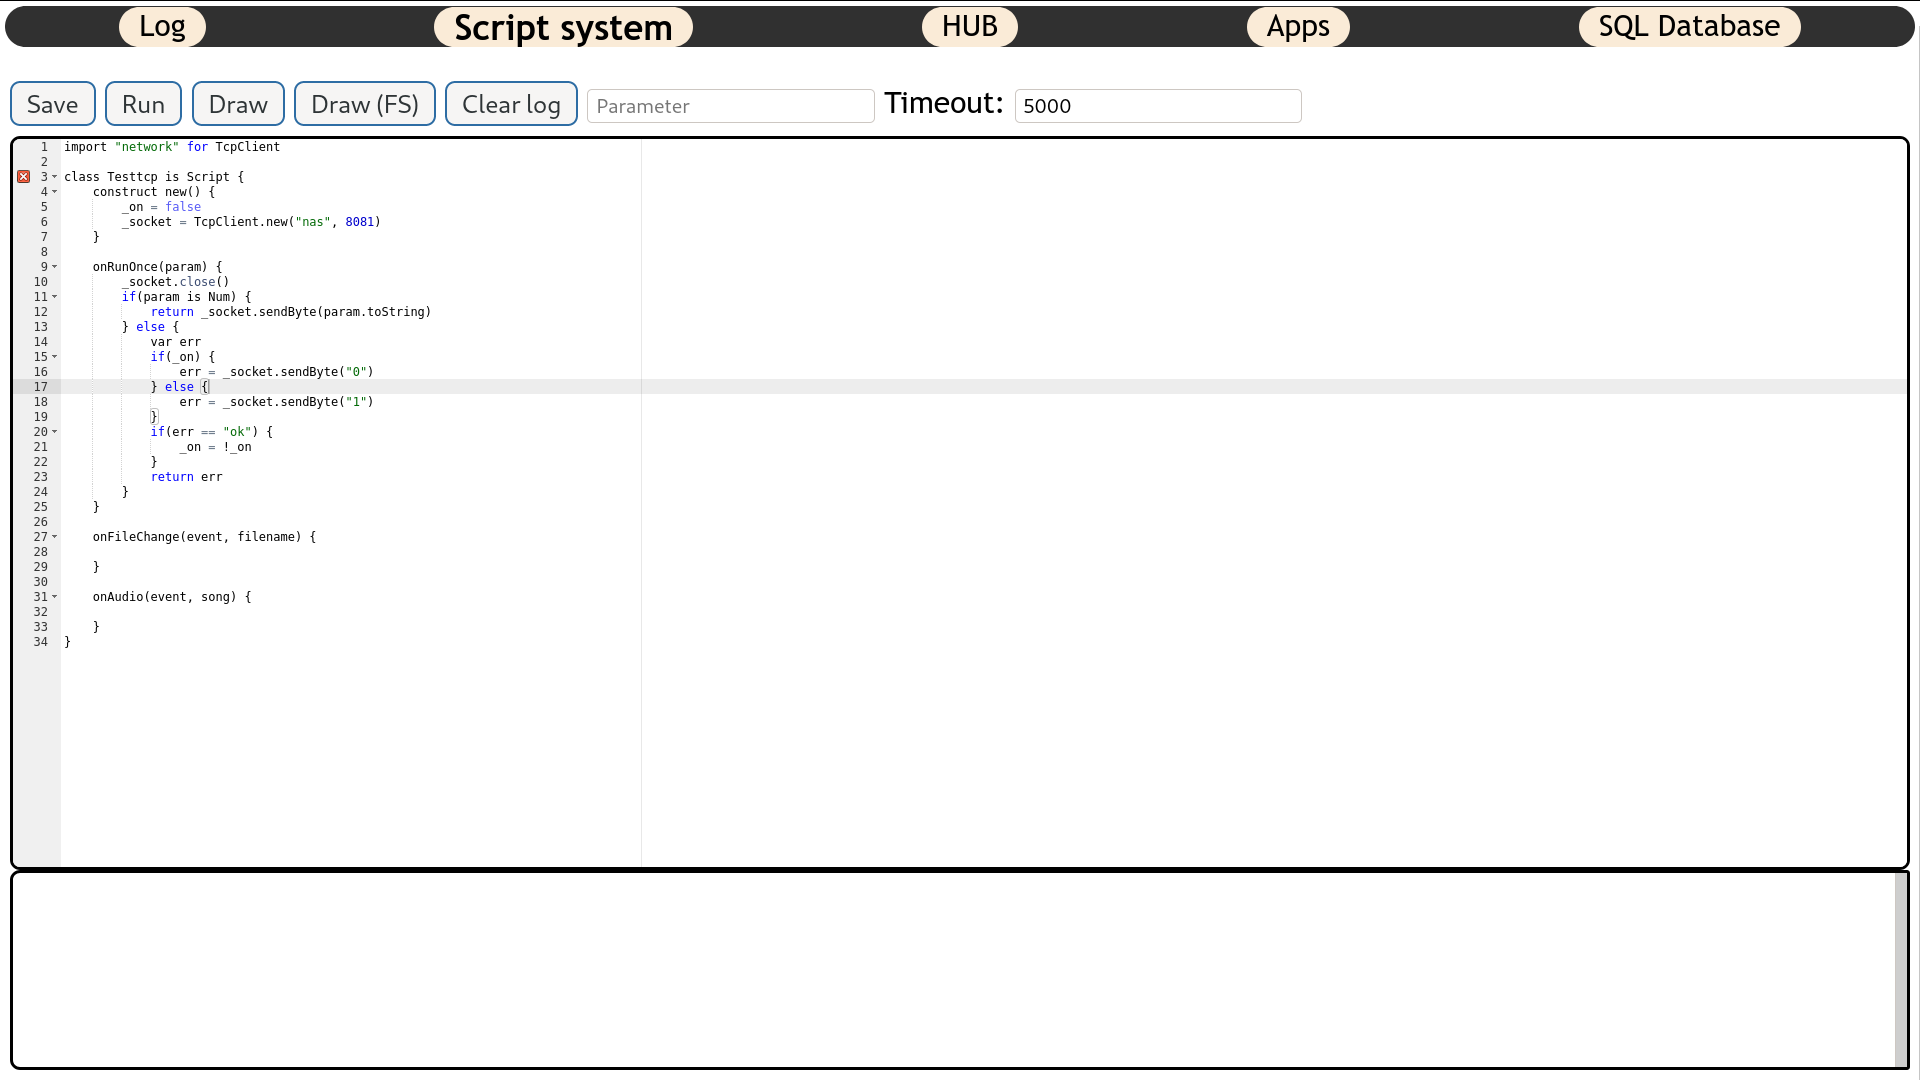 Log Script system HUB Apps SQL Database
Save Run Draw Draw (FS) Clear log Parameter Timeout: 5000
1 import "network" for TcpClient
2
3 class Testtcp is Script {
4     construct new() {
5         _on = false
6         _socket = TcpClient.new("nas", 8081)
7     }
8
9     onRunOnce(param) {
10         _socket.close()
11         if(param is Num) {
12             return _socket.sendByte(param.toString)
13         } else {
14             var err
15             if(_on) {
16                 err = _socket.sendByte("0")
17             } else {
18                 err = _socket.sendByte("1")
19             }
20             if(err == "ok") {
21                 _on = !_on
22             }
23             return err
24         }
25     }
26
27     onFileChange(event, filename) {
28
29     }
30
31     onAudio(event, song) {
32
33     }
34 }